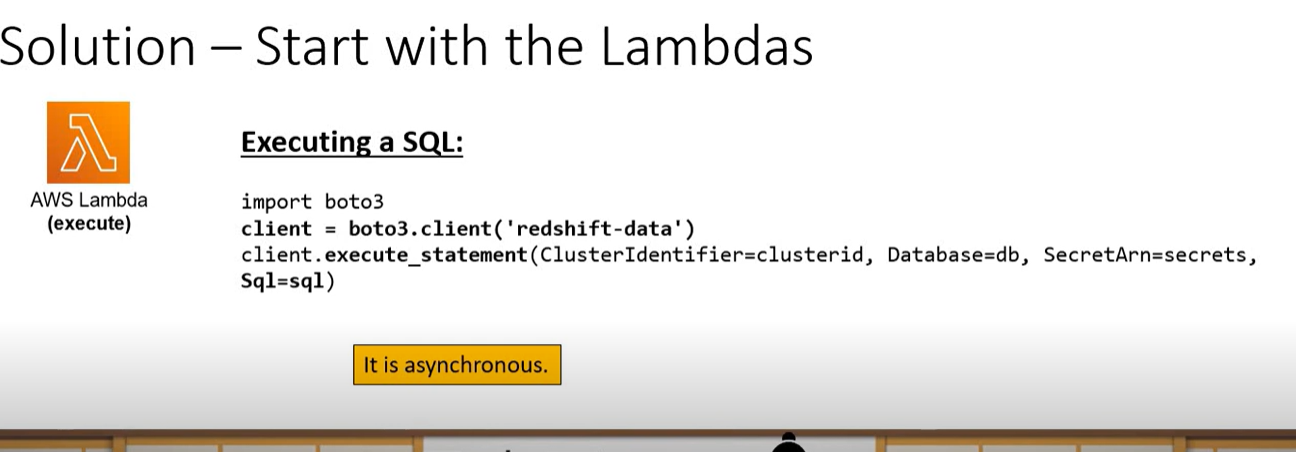 Solution – Start with the Lambdas
AWS Lambda
(execute)
Executing a SQL:
import boto3
client = boto3.client('redshift-data')
client.execute_statement(ClusterIdentifier=clusterid, Database=db, SecretArn=secrets,
Sql=sql)
It is asynchronous.